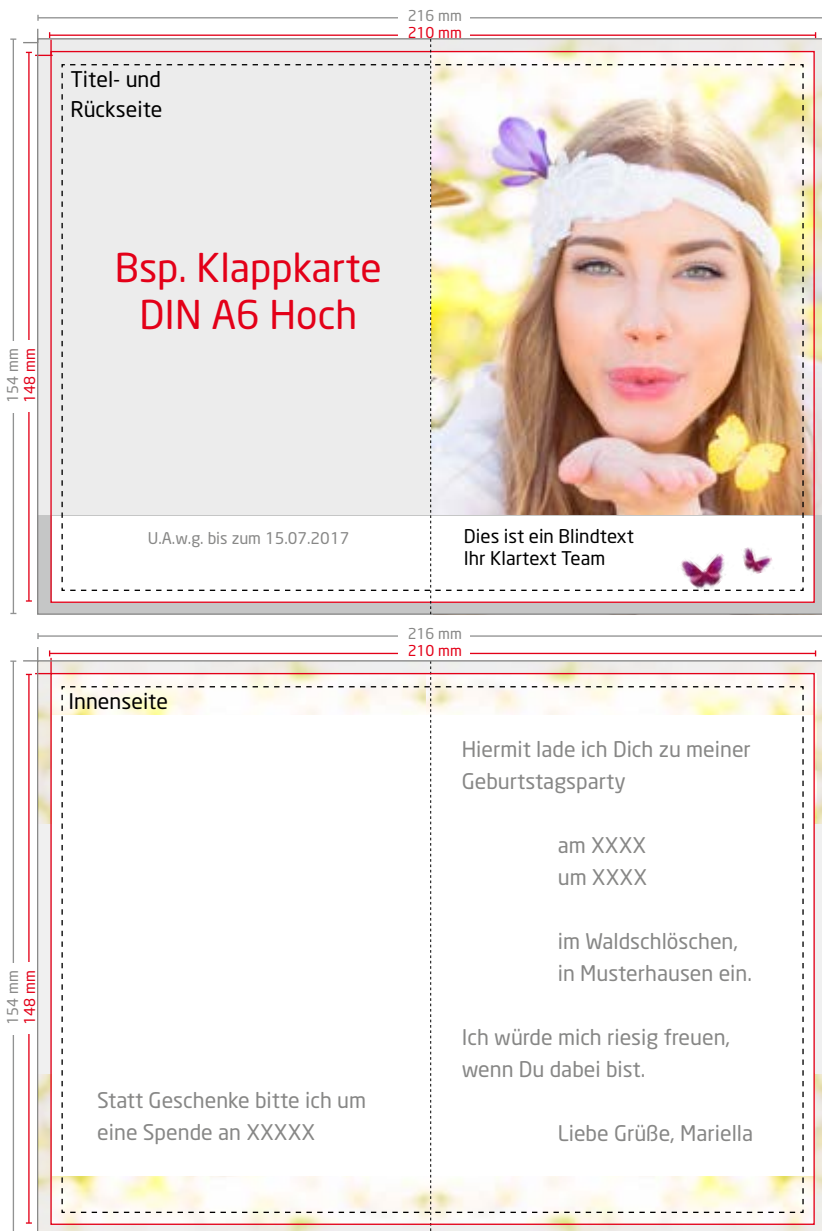 216 mm
210 mm
154 mm
148 mm
Titel- und
Rückseite
Bsp. Klappkarte
DIN A6 Hoch
U.A.w.g. bis zum 15.07.2017
Dies ist ein Blindtext
Ihr Klartext Team
216 mm
210 mm
154 mm
148 mm
Innenseite
Statt Geschenke bitte ich um
eine Spende an XXXXX
Hiermit lade ich Dich zu meiner
Geburtstagsparty
am XXXX
um XXXX
im Waldschlöschen,
in Musterhausen ein.
Ich würde mich riesig freuen,
wenn Du dabei bist.
Liebe Grüße, Mariella